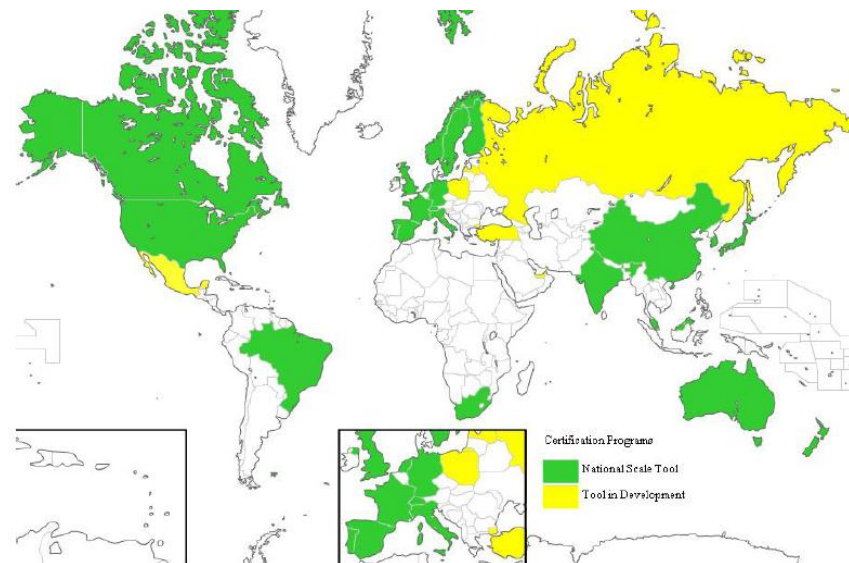 Certification Programs
National Scale Tool
Tool in Development